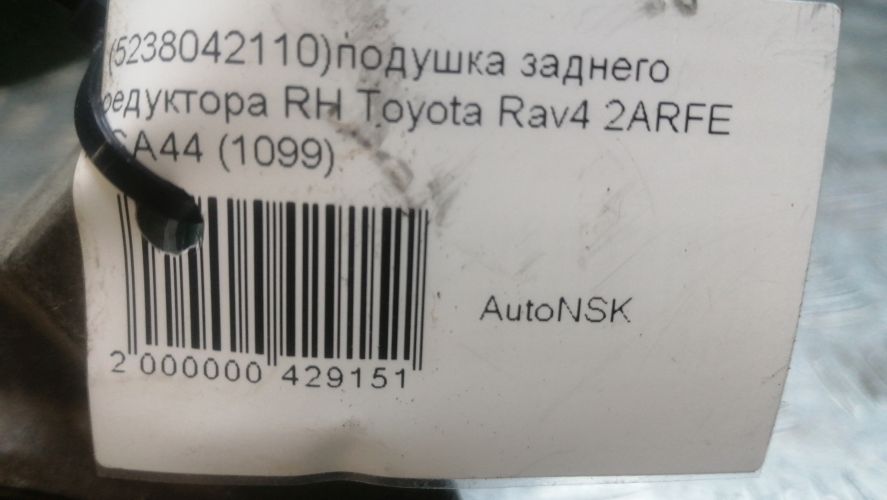 (5238042110)подушка заднего
редуктора RH Toyota Rav4 2ARFE
A44 (1099)
AutoNSK
2 000000 429151